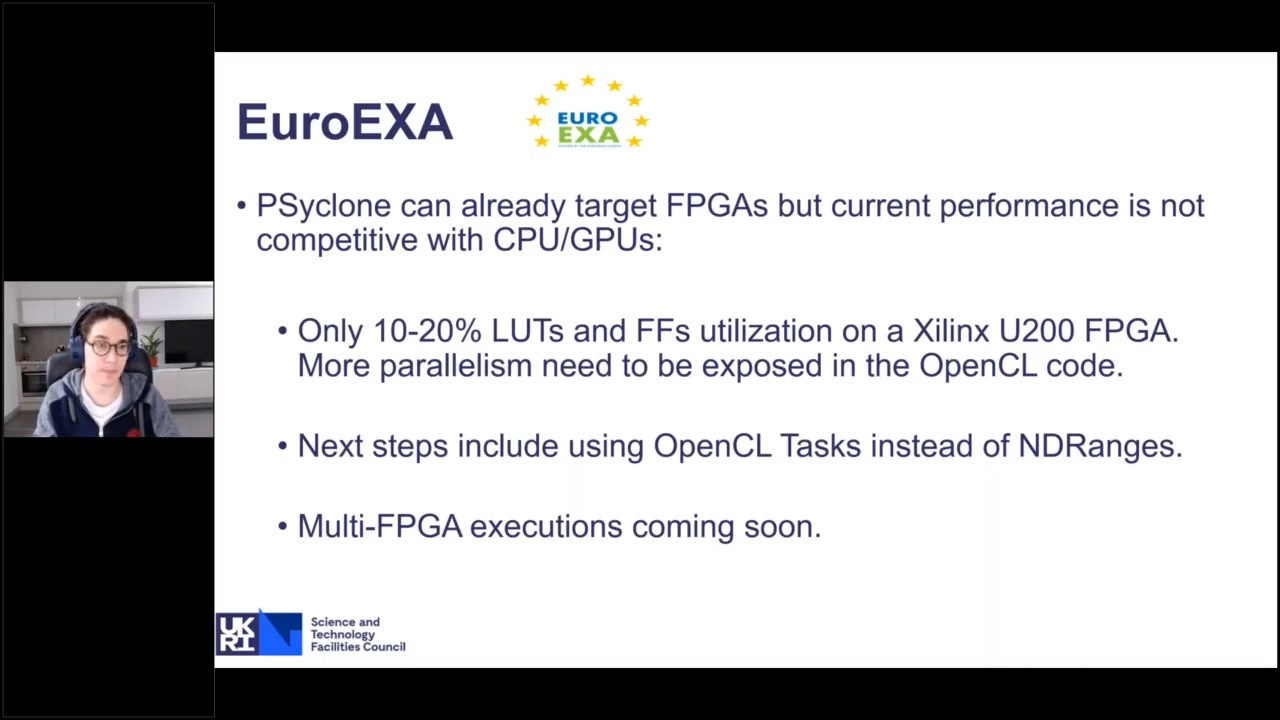 EuroEXA
EURO
EXA
• PSyclone can already target FPGAs but current performance is not
competitive with CPU/GPUs:
• Only 10-20% LUTs and FFs utilization on a Xilinx U200 FPGA.
More parallelism need to be exposed in the OpenCL code.
• Next steps include using OpenCL Tasks instead of NDRanges.
• Multi-FPGA executions coming soon.
UK
RI
Science and
Technology
Facilities Council